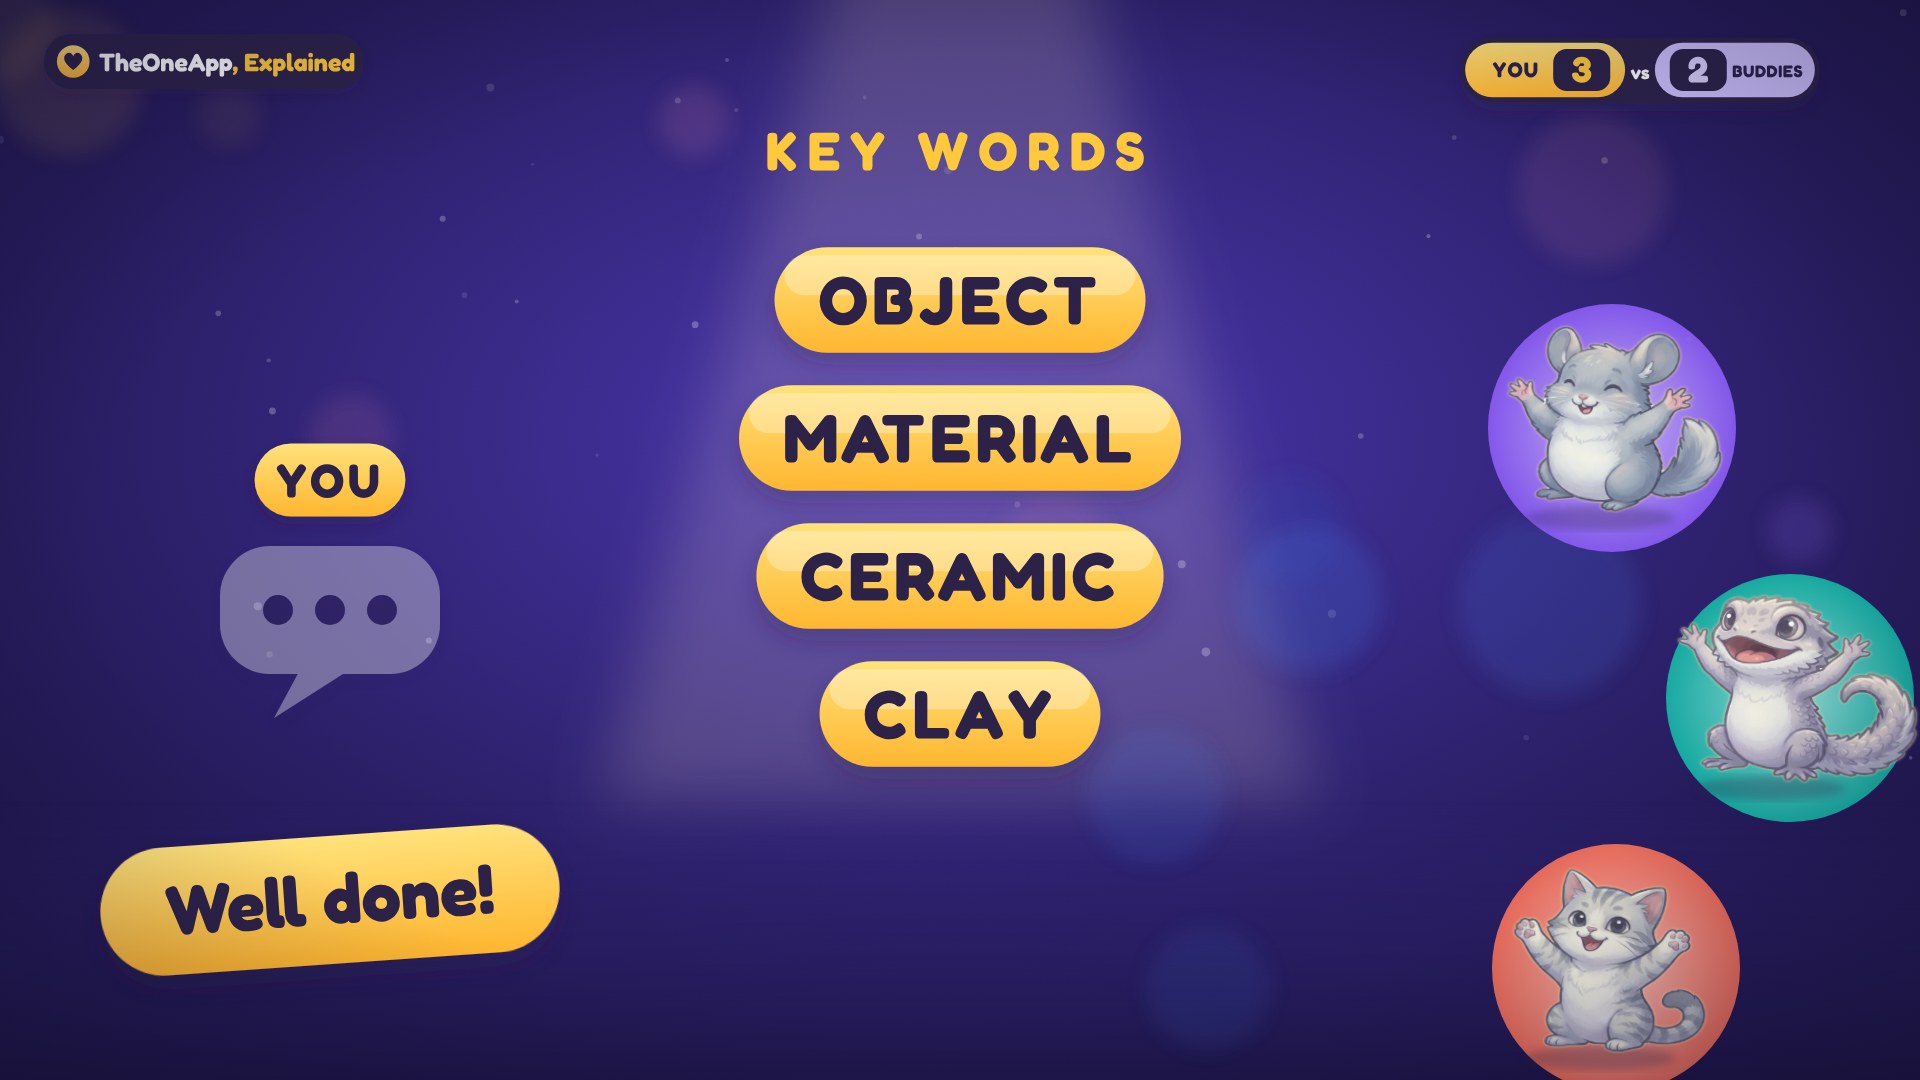 TheOneApp, Explained
YOU 3 vs 2 BUDDIES
KEY WORDS
OBJECT
MATERIAL
CERAMIC
CLAY
YOU
Well done!